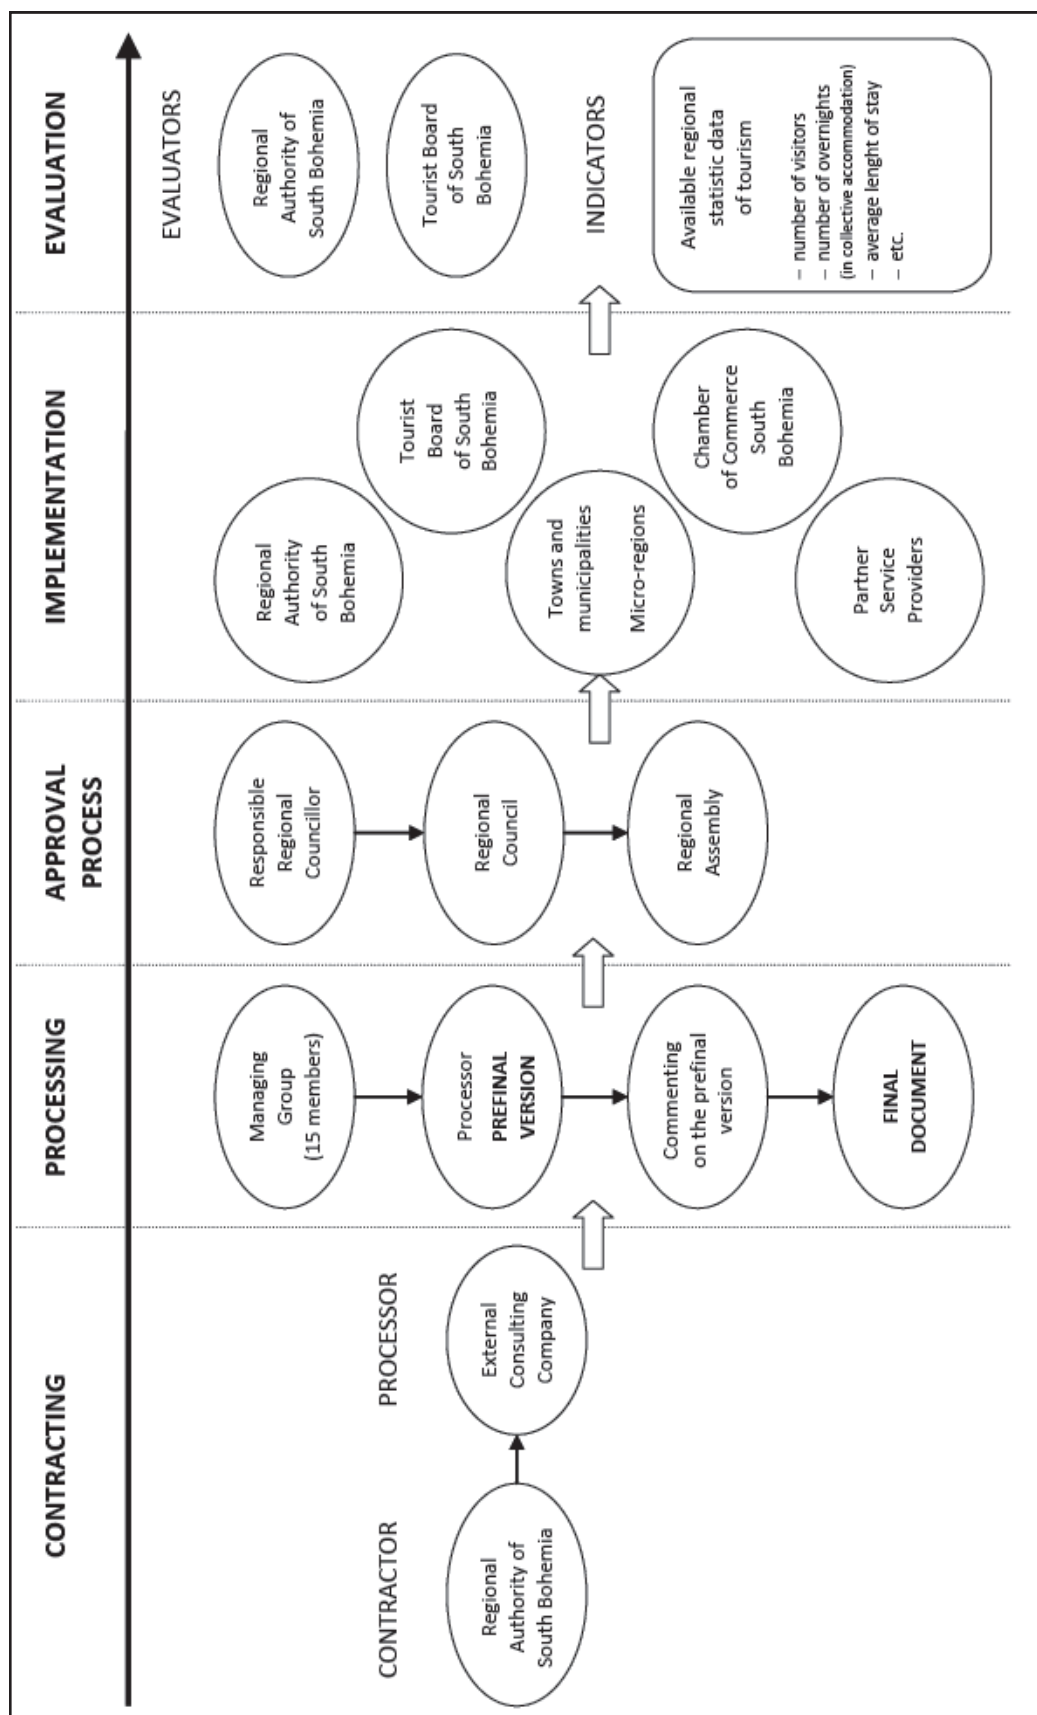 CONTRACTING
CONTRACTOR
Regional
Authority of
South Bohemia
PROCESSOR
External
Consulting
Company
PROCESSING
Managing
Group
(15 members)
Processor
PREFINAL
VERSION
Commenting
on the prefinal
version
FINAL
DOCUMENT
APPROVAL
PROCESS
Responsible
Regional
Councillor
Regional
Council
Regional
Assembly
IMPLEMENTATION
Regional
Authority
of South
Bohemia
Tourist
Board
of South
Bohemia
Towns and
municipalities
Micro-regions
Chamber
of Commerce
South
Bohemia
Partner
Service
Providers
EVALUATION
EVALUATORS
Regional
Authority of
South Bohemia
Tourist Board
of South
Bohemia
INDICATORS
Available regional
statistic data
of tourism
– number of visitors
– number of overnights
(in collective accommodation)
– average lenght of stay
– etc.